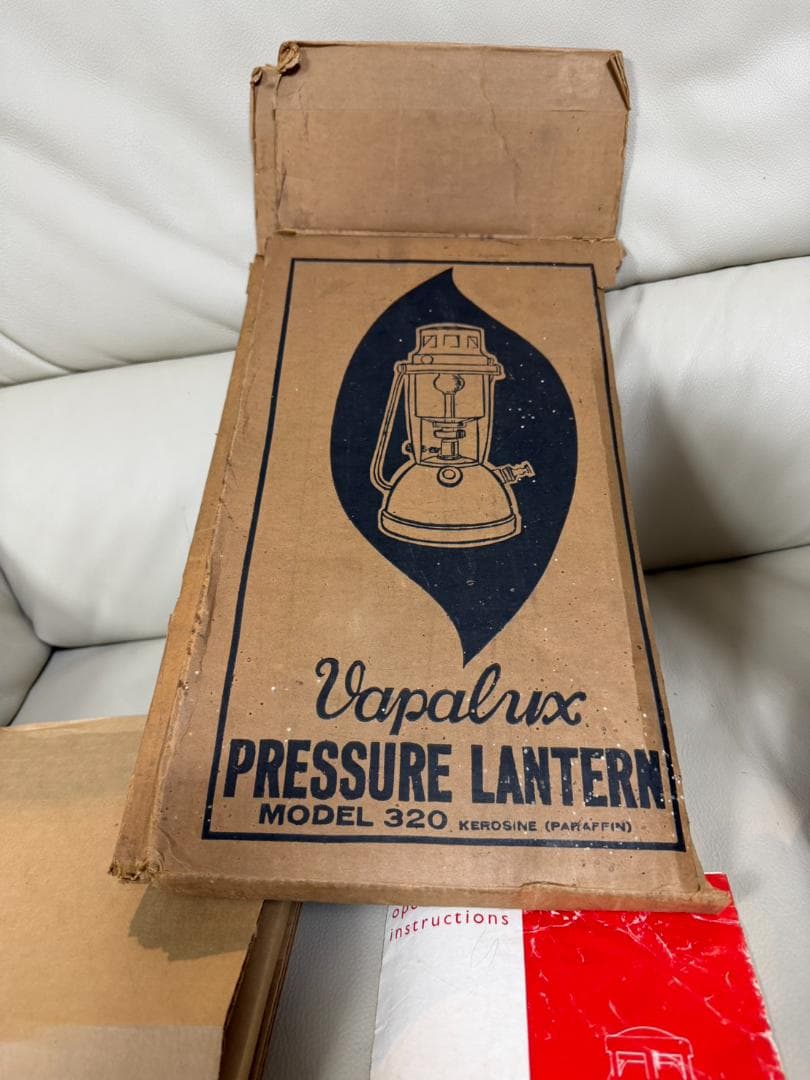 Vapalux
PRESSURE LANTERN
MODEL 320 KEROSINE (PARAFFIN)
instructions